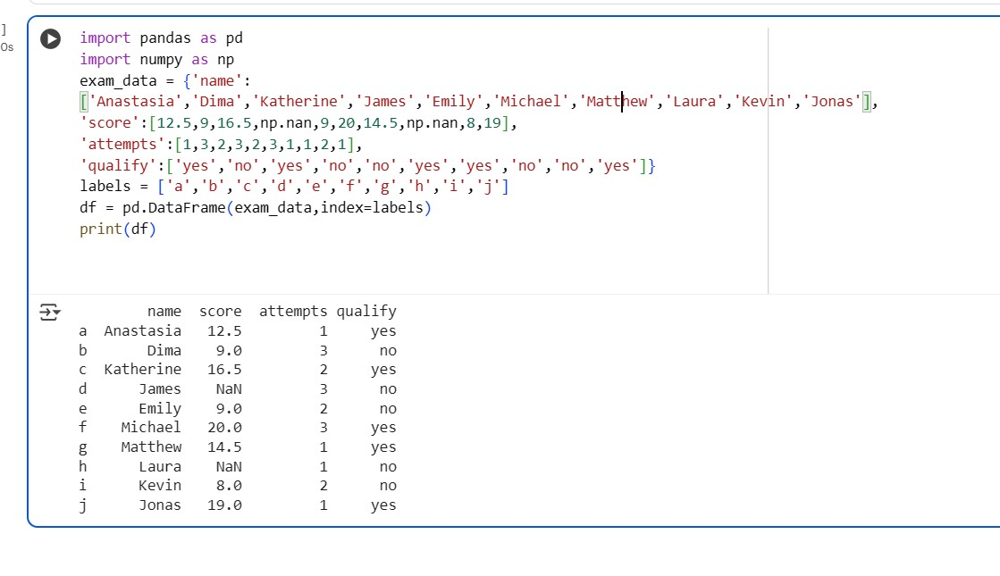 ]
0s
import pandas as pd
import numpy as np
exam_data = {'name':
['Anastasia','Dima','Katherine','James','Emily','Michael','Matthew','Laura','Kevin','Jonas'],
'score':[12.5,9,16.5,np.nan,9,20,14.5,np.nan,8,19],
'attempts':[1,3,2,3,2,3,1,1,2,1],
'qualify':['yes','no','yes','no','no','yes','yes','no','no','yes']}
labels = ['a','b','c','d','e','f','g','h','i','j']
df = pd.DataFrame(exam_data,index=labels)
print(df)
name score attempts qualify
a Anastasia 12.5 1 yes
b Dima 9.0 3 no
c Katherine 16.5 2 yes
d James NaN 3 no
e Emily 9.0 2 no
f Michael 20.0 3 yes
g Matthew 14.5 1 yes
h Laura NaN 1 no
i Kevin 8.0 2 no
j Jonas 19.0 1 yes